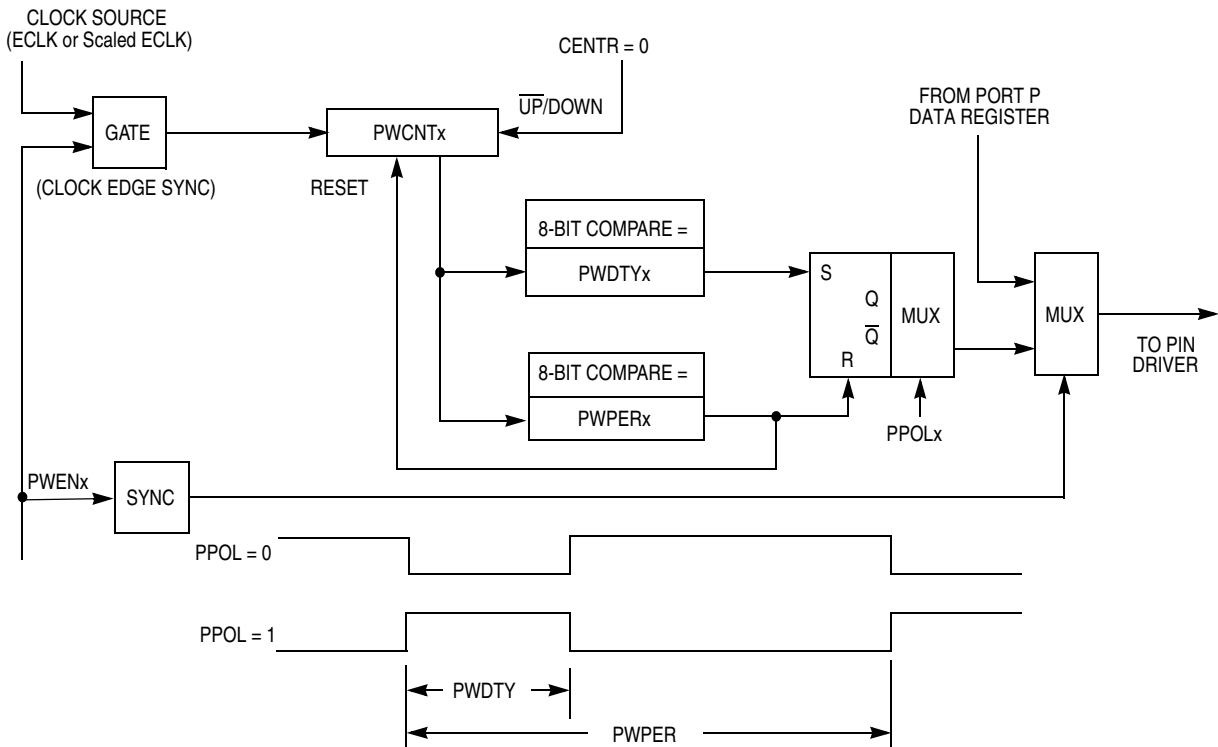 CLOCK SOURCE
(ECLK or Scaled ECLK)
CENTR = 0
U̅P̅/DOWN
FROM PORT P
DATA REGISTER
GATE
PWCNTx
(CLOCK EDGE SYNC)
RESET
8-BIT COMPARE =
PWDTYx
S
Q
Q̅
R
MUX
MUX
TO PIN
DRIVER
8-BIT COMPARE =
PWPERx
PPOLx
PWENx
SYNC
PPOL = 0
PPOL = 1
PWDTY
PWPER